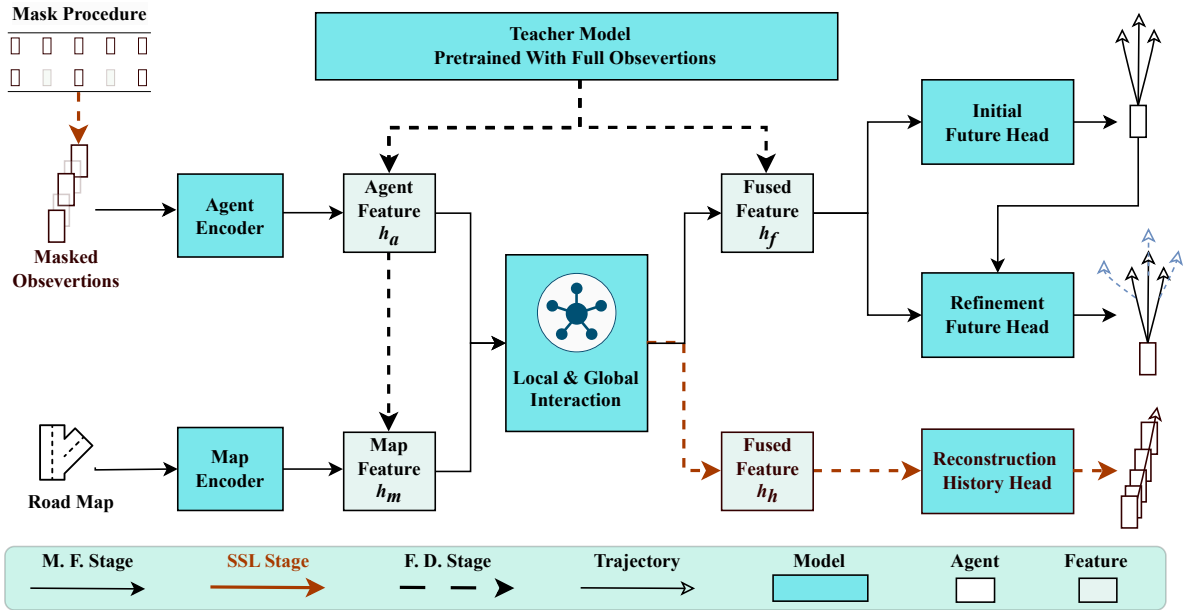 Mask Procedure
Teacher Model
Pretrained With Full Obsevertions
Initial
Future Head
Agent
Encoder
Agent
Feature
h_a
Fused
Feature
h_f
Masked
Obsevertions
Refinement
Future Head
Local & Global
Interaction
Road Map
Map
Encoder
Map
Feature
h_m
Fused
Feature
h_h
Reconstruction
History Head
M. F. Stage
SSL Stage
F. D. Stage
Trajectory
Model
Agent
Feature